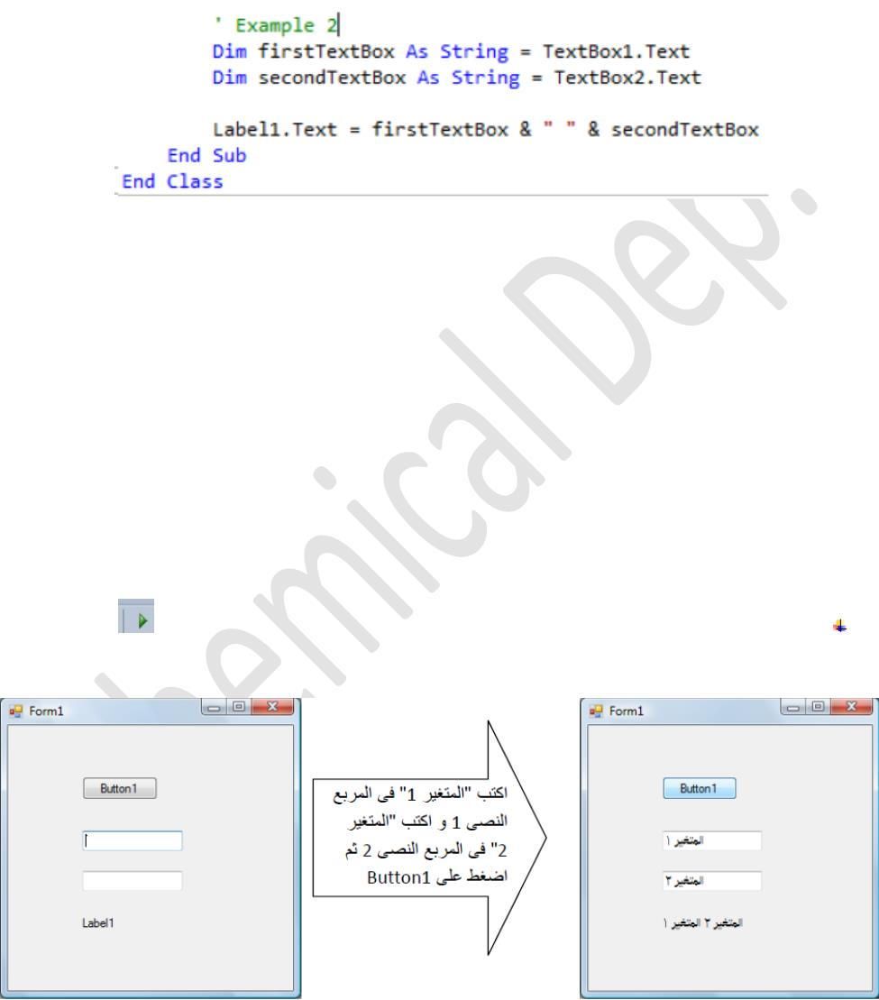 ' Example 2
Dim firstTextBox As String = TextBox1.Text
Dim secondTextBox As String = TextBox2.Text
Label1.Text = firstTextBox & " " & secondTextBox
End Sub
End Class
hemical Dep.
Form1
Button1
Label1
اكتب "المتغير 1" فى المربع
النصى 1 و اكتب "المتغير
2" فى المربع النصى 2 ثم
اضغط على Button1
Form1
Button1
المتغير ١
المتغير ٢
المتغير ٢ المتغير ١